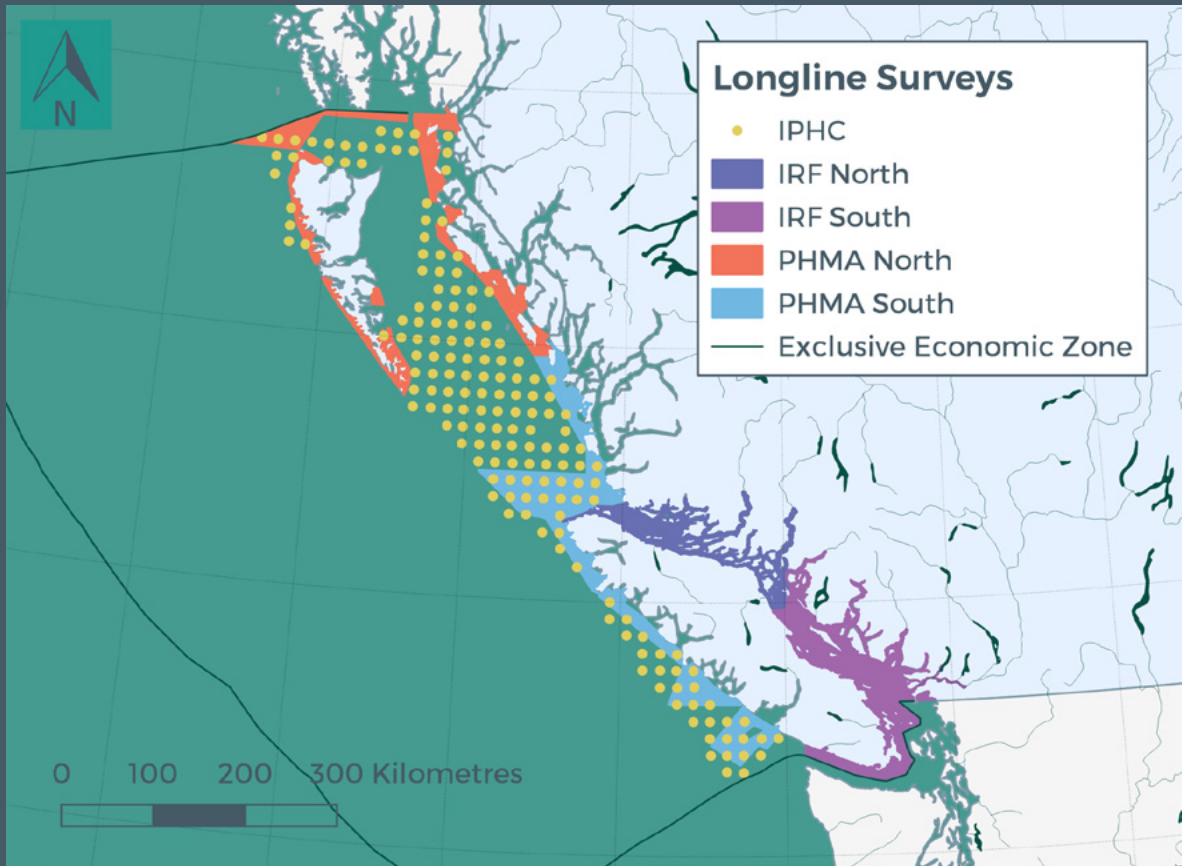 N
Longline Surveys
IPHC
IRF North
IRF South
PHMA North
PHMA South
Exclusive Economic Zone
0 100 200 300 Kilometres